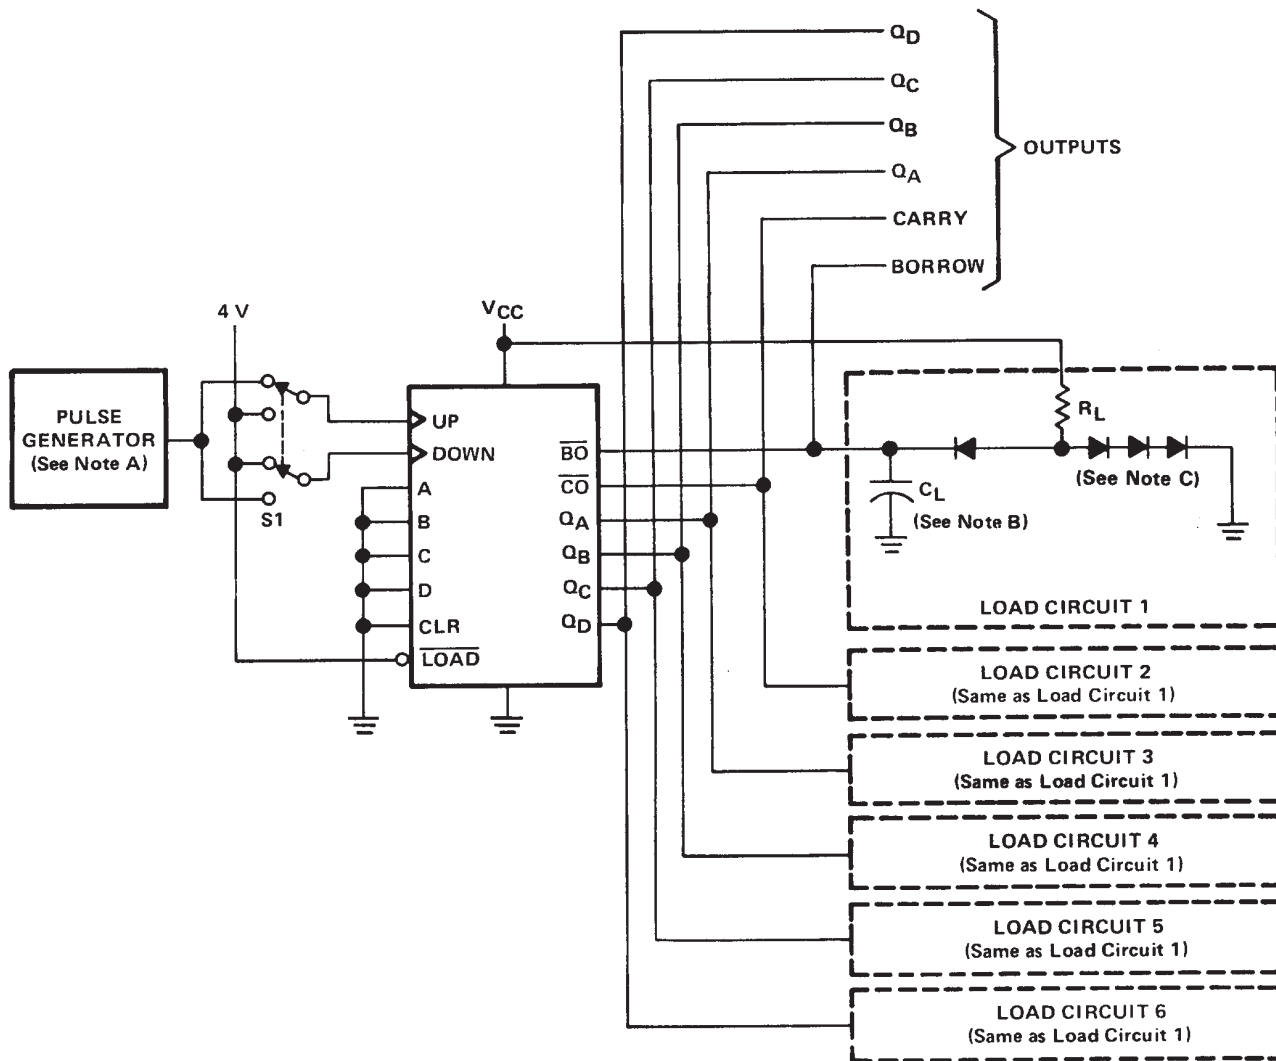 QD
QC
QB
QA
CARRY
BORROW
OUTPUTS
4 V
VCC
PULSE
GENERATOR
(See Note A)
S1
UP
DOWN
A
B
C
D
CLR
LOAD
BO
CO
QA
QB
QC
QD
RL
(See Note C)
CL
(See Note B)
LOAD CIRCUIT 1
LOAD CIRCUIT 2
(Same as Load Circuit 1)
LOAD CIRCUIT 3
(Same as Load Circuit 1)
LOAD CIRCUIT 4
(Same as Load Circuit 1)
LOAD CIRCUIT 5
(Same as Load Circuit 1)
LOAD CIRCUIT 6
(Same as Load Circuit 1)